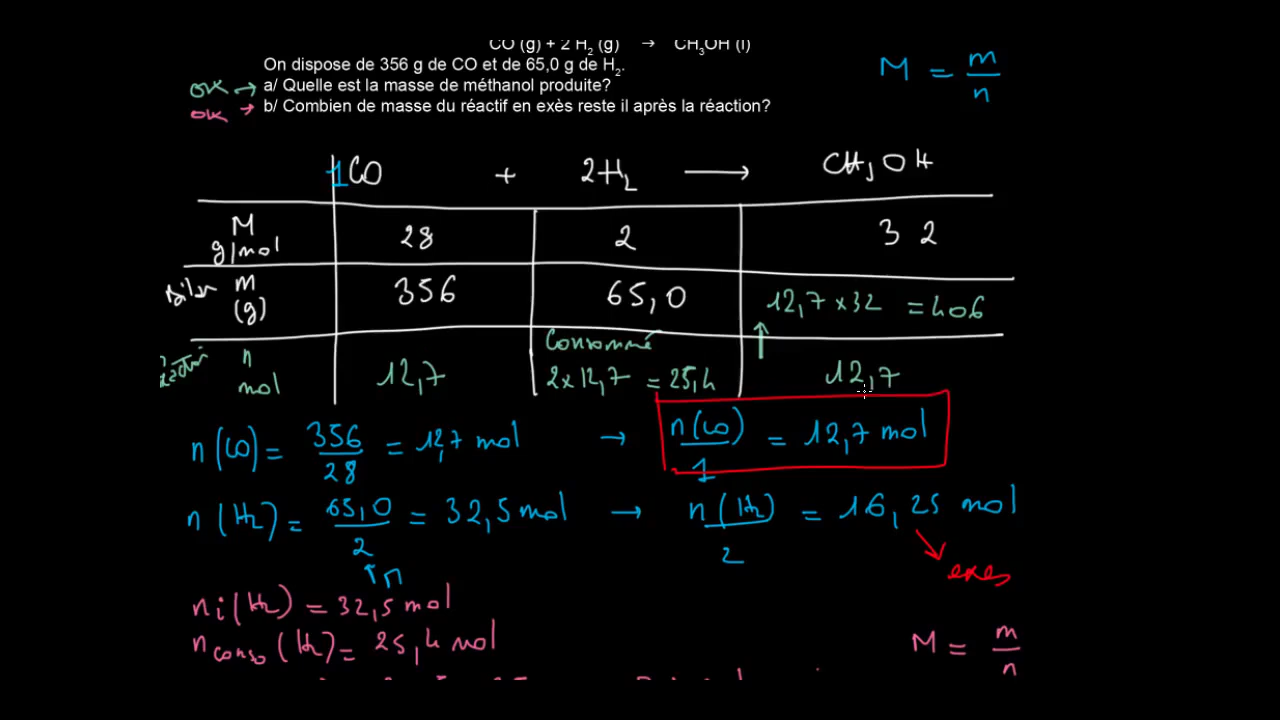 CO (g) + 2 H₂ (g) → CH₃OH (l)
On dispose de 356 g de CO et de 65,0 g de H₂.
OK → a/ Quelle est la masse de méthanol produite?
OK → b/ Combien de masse du réactif en exès reste il après la réaction?
M = m/n
1CO + 2H₂ → CH₃OH
M g/mol 28 2 32
Bilan m (g) 356 65,0 12,7 x 32 = 406
n mol 12,7 Consommé 2 x 12,7 = 25,4 12,7
n(CO) = 356/28 = 12,7 mol → n(CO)/1 = 12,7 mol
n(H₂) = 65,0/2 = 32,5 mol → n(H₂)/2 = 16,25 mol
exes
ni(H₂) = 32,5 mol
n conso (H₂) = 25,4 mol
M = m/n